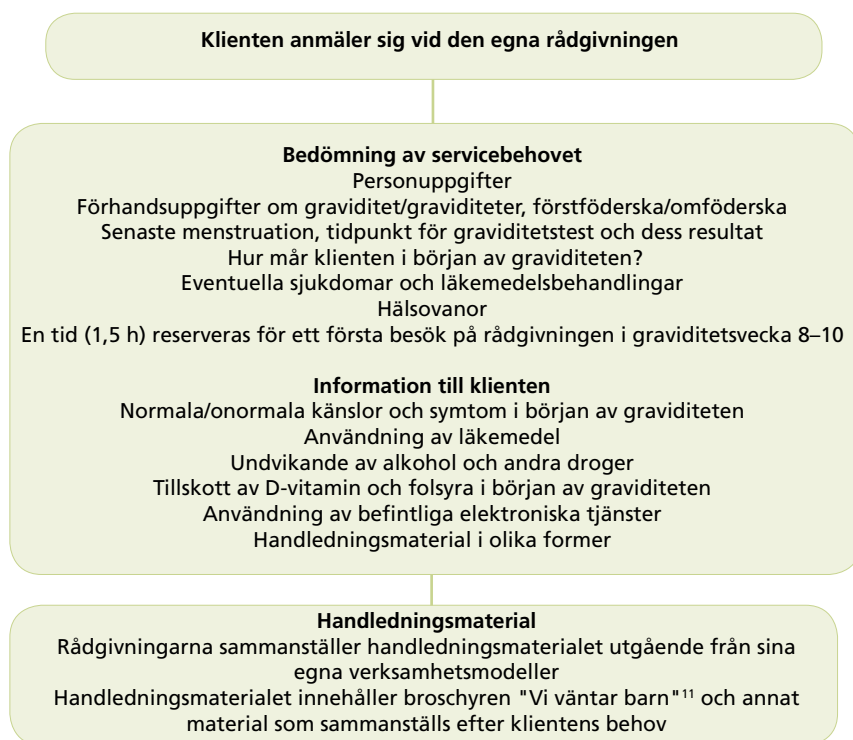 Klienten anmäler sig vid den egna rådgivningen
Bedömning av servicebehovet
Personuppgifter
Förhandsuppgifter om graviditet/graviditeter, förstföderska/omföderska
Senaste menstruation, tidpunkt för graviditetstest och dess resultat
Hur mår klienten i början av graviditeten?
Eventuella sjukdomar och läkemedelsbehandlingar
Hälsovanor
En tid (1,5 h) reserveras för ett första besök på rådgivningen i graviditetsvecka 8–10
Information till klienten
Normala/onormala känslor och symtom i början av graviditeten
Användning av läkemedel
Undvikande av alkohol och andra droger
Tillskott av D-vitamin och folsyra i början av graviditeten
Användning av befintliga elektroniska tjänster
Handledningsmaterial i olika former
Handledningsmaterial
Rådgivningarna sammanställer handledningsmaterialet utgående från sina
egna verksamhetsmodeller
Handledningsmaterialet innehåller broschyren "Vi väntar barn"¹¹ och annat
material som sammanställs efter klientens behov